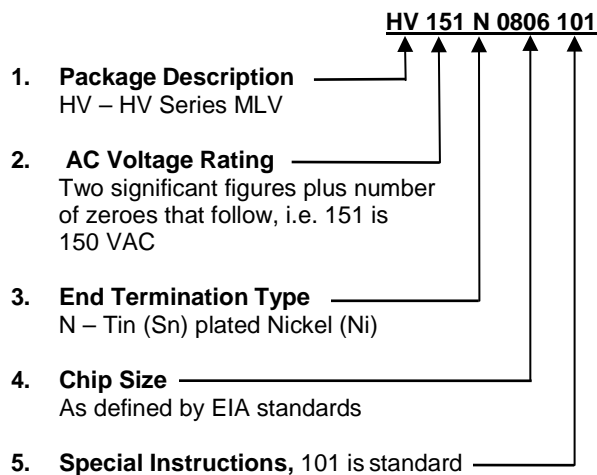 HV 151 N 0806 101
1. Package Description
HV – HV Series MLV
2. AC Voltage Rating
Two significant figures plus number
of zeroes that follow, i.e. 151 is
150 VAC
3. End Termination Type
N – Tin (Sn) plated Nickel (Ni)
4. Chip Size
As defined by EIA standards
5. Special Instructions, 101 is standard